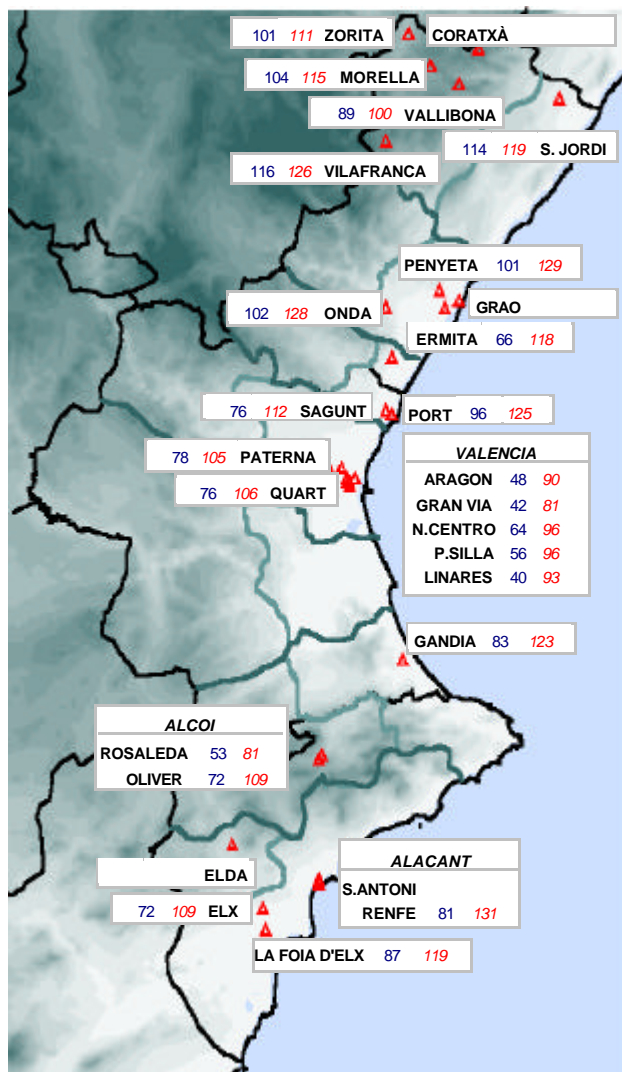 101 111 ZORITA
CORATXÀ
104 115 MORELLA
89 100 VALLIBONA
114 119 S. JORDI
116 126 VILAFRANCA
PENYETA 101 129
102 128 ONDA
GRAO
ERMITA 66 118
76 112 SAGUNT
PORT 96 125
78 105 PATERNA
76 106 QUART
VALENCIA
ARAGON 48 90
GRAN VIA 42 81
N.CENTRO 64 96
P.SILLA 56 96
LINARES 40 93
GANDIA 83 123
ALCOI
ROSALEDA 53 81
OLIVER 72 109
ELDA
ALACANT
S.ANTONI
RENFE 81 131
72 109 ELX
LA FOIA D'ELX 87 119